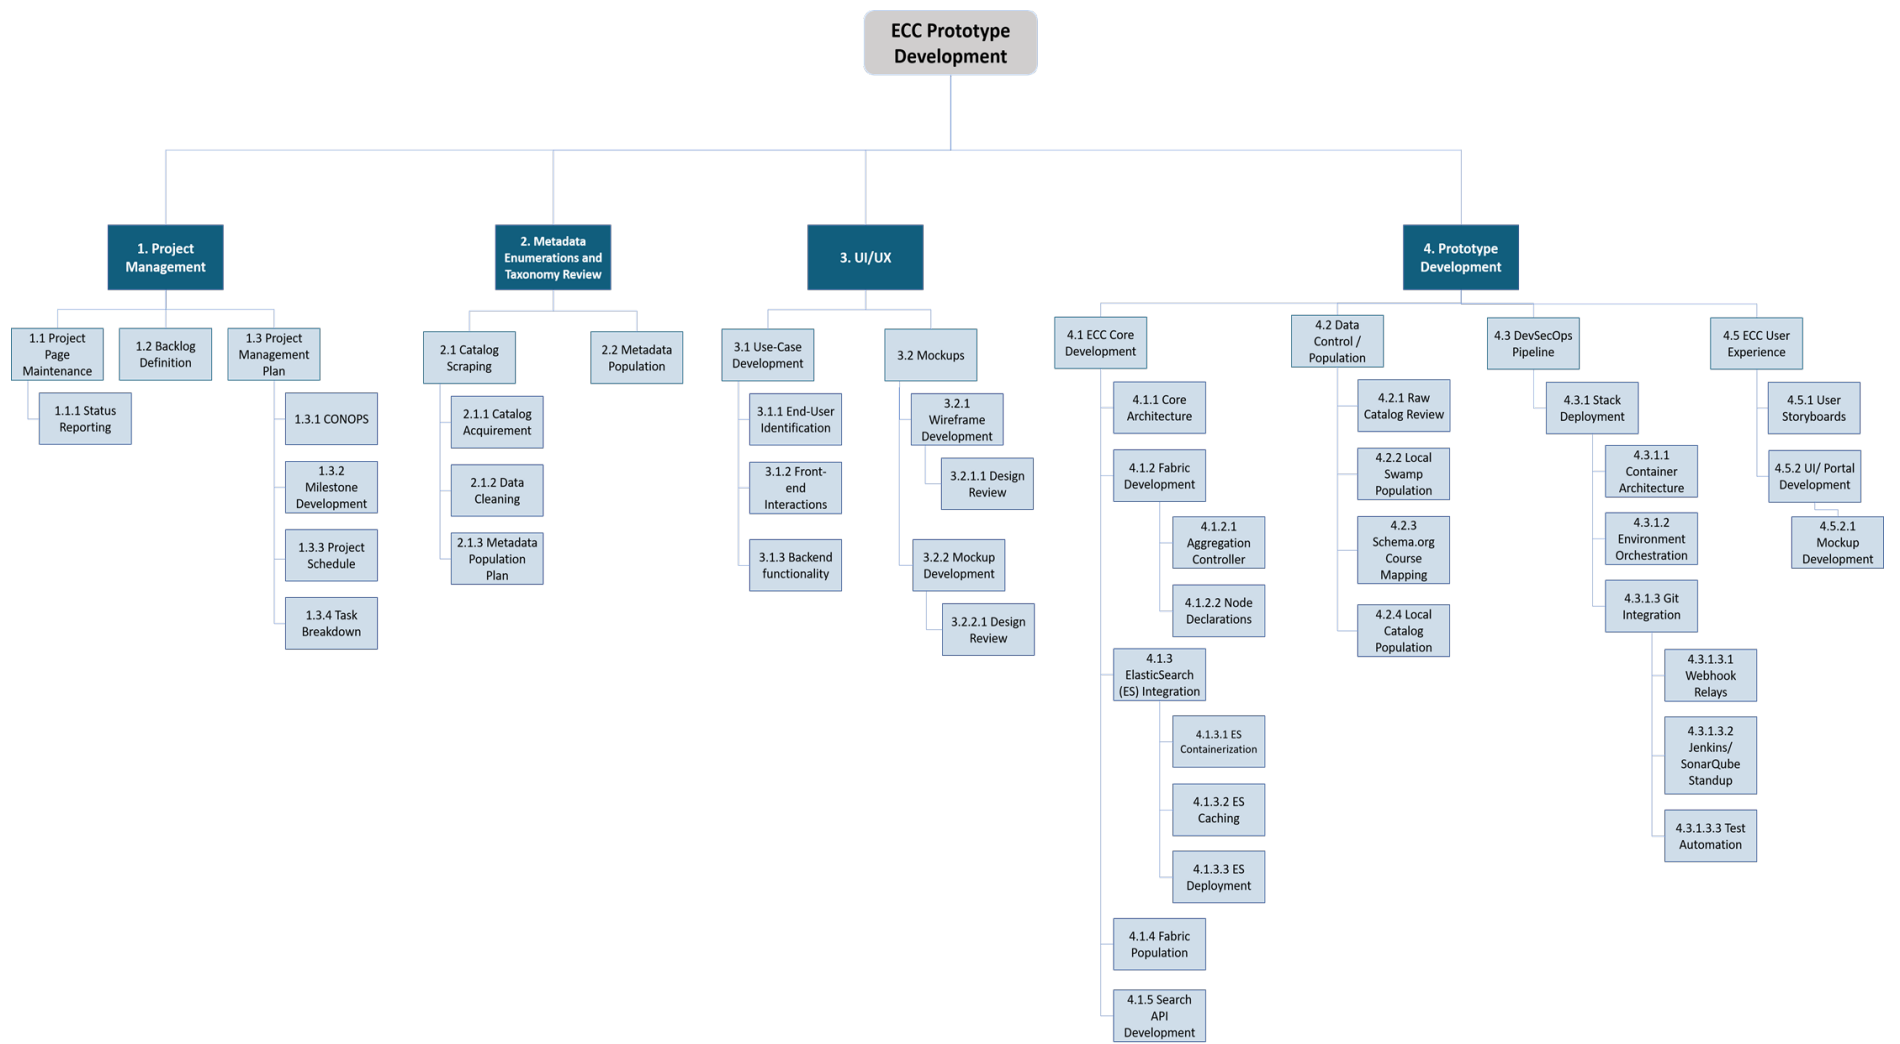 ECC Prototype
Development
1. Project
Management
2. Metadata
Enumerations and
Taxonomy Review
3. UI/UX
4. Prototype
Development
1.1 Project
Page
Maintenance
1.1.1 Status
Reporting
1.2 Backlog
Definition
1.3 Project
Management
Plan
1.3.1 CONOPS
1.3.2
Milestone
Development
1.3.3 Project
Schedule
1.3.4 Task
Breakdown
2.1 Catalog
Scraping
2.1.1 Catalog
Acquirement
2.1.2 Data
Cleaning
2.1.3 Metadata
Population
Plan
2.2 Metadata
Population
3.1 Use-Case
Development
3.1.1 End-User
Identification
3.1.2 Front-
end
Interactions
3.1.3 Backend
functionality
3.2 Mockups
3.2.1
Wireframe
Development
3.2.1.1 Design
Review
3.2.2 Mockup
Development
3.2.2.1 Design
Review
4.1 ECC Core
Development
4.1.1 Core
Architecture
4.1.2 Fabric
Development
4.1.2.1
Aggregation
Controller
4.1.2.2 Node
Declarations
4.1.3
ElasticSearch
(ES) Integration
4.1.3.1 ES
Containerization
4.1.3.2 ES
Caching
4.1.3.3 ES
Deployment
4.1.4 Fabric
Population
4.1.5 Search
API
Development
4.2 Data
Control /
Population
4.2.1 Raw
Catalog Review
4.2.2 Local
Swamp
Population
4.2.3
Schema.org
Course
Mapping
4.2.4 Local
Catalog
Population
4.3 DevSecOps
Pipeline
4.3.1 Stack
Deployment
4.3.1.1
Container
Architecture
4.3.1.2
Environment
Orchestration
4.3.1.3 Git
Integration
4.3.1.3.1
Webhook
Relays
4.3.1.3.2
Jenkins/
SonarQube
Standup
4.3.1.3.3 Test
Automation
4.5 ECC User
Experience
4.5.1 User
Storyboards
4.5.2 UI/ Portal
Development
4.5.2.1
Mockup
Development